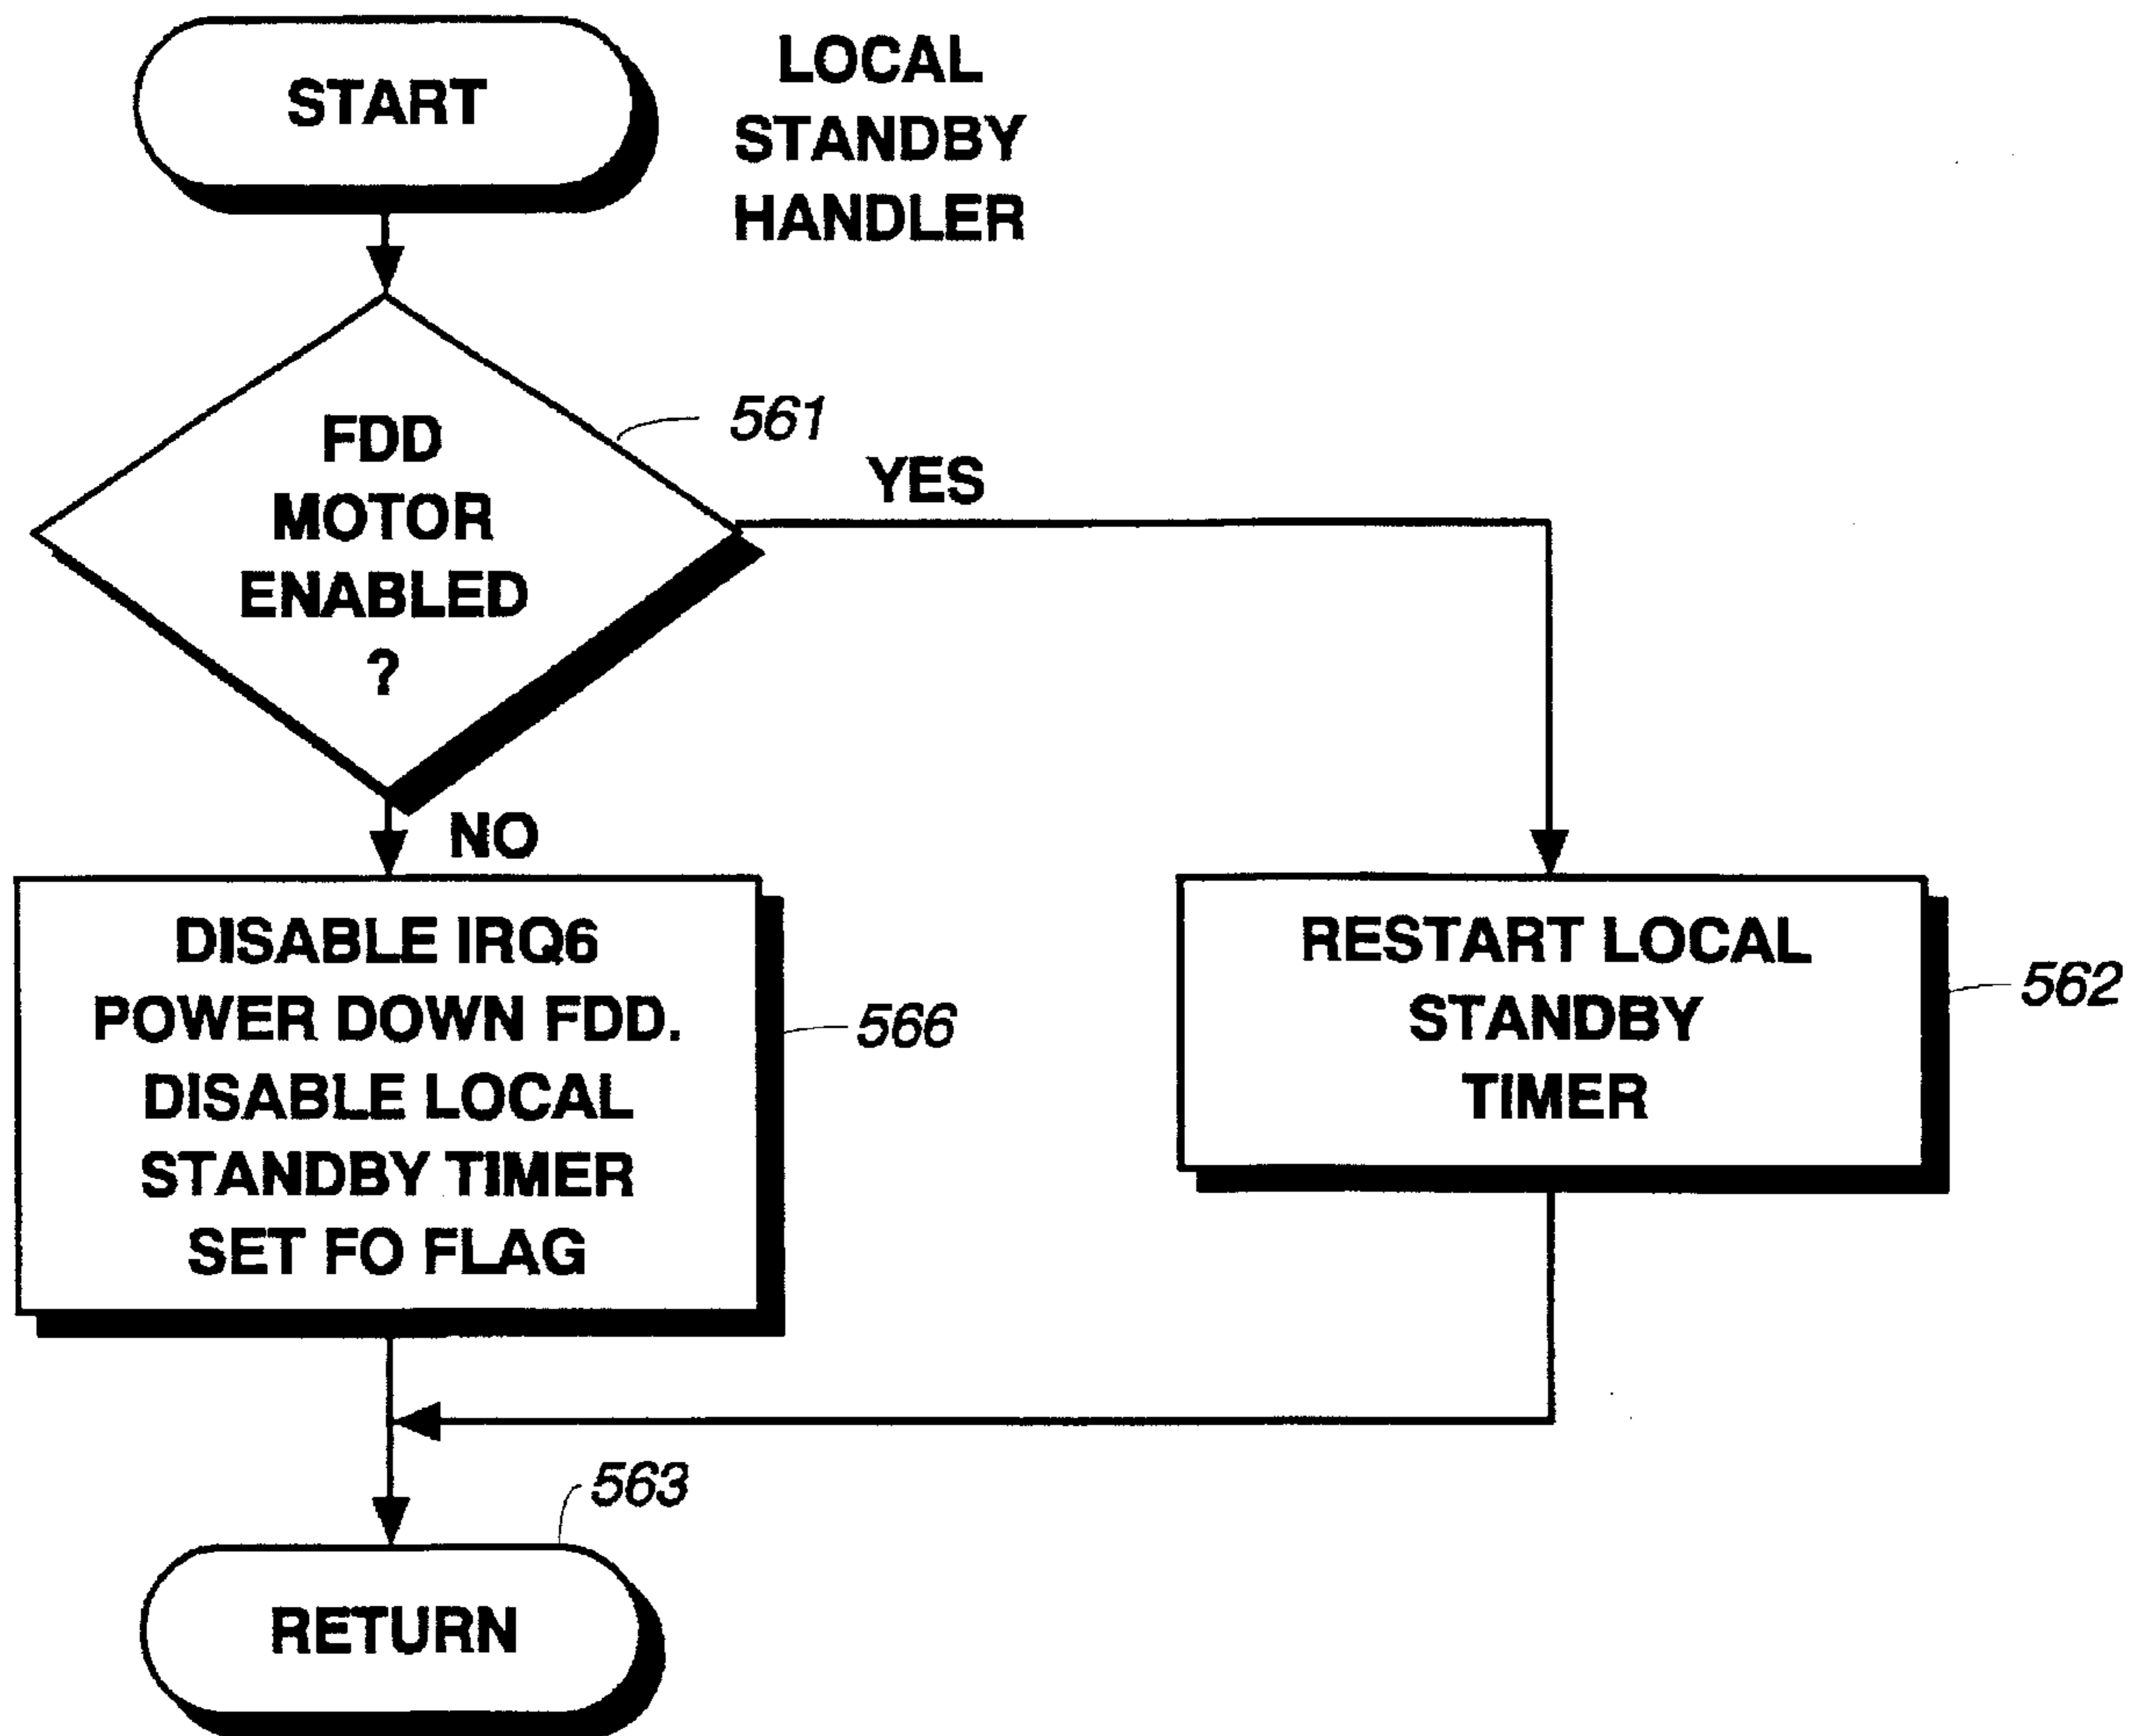 START
LOCAL
STANDBY
HANDLER
FDD
MOTOR
ENABLED
?
561
YES
NO
DISABLE IRQ6
POWER DOWN FDD.
DISABLE LOCAL
STANDBY TIMER
SET FO FLAG
566
RESTART LOCAL
STANDBY
TIMER
562
563
RETURN